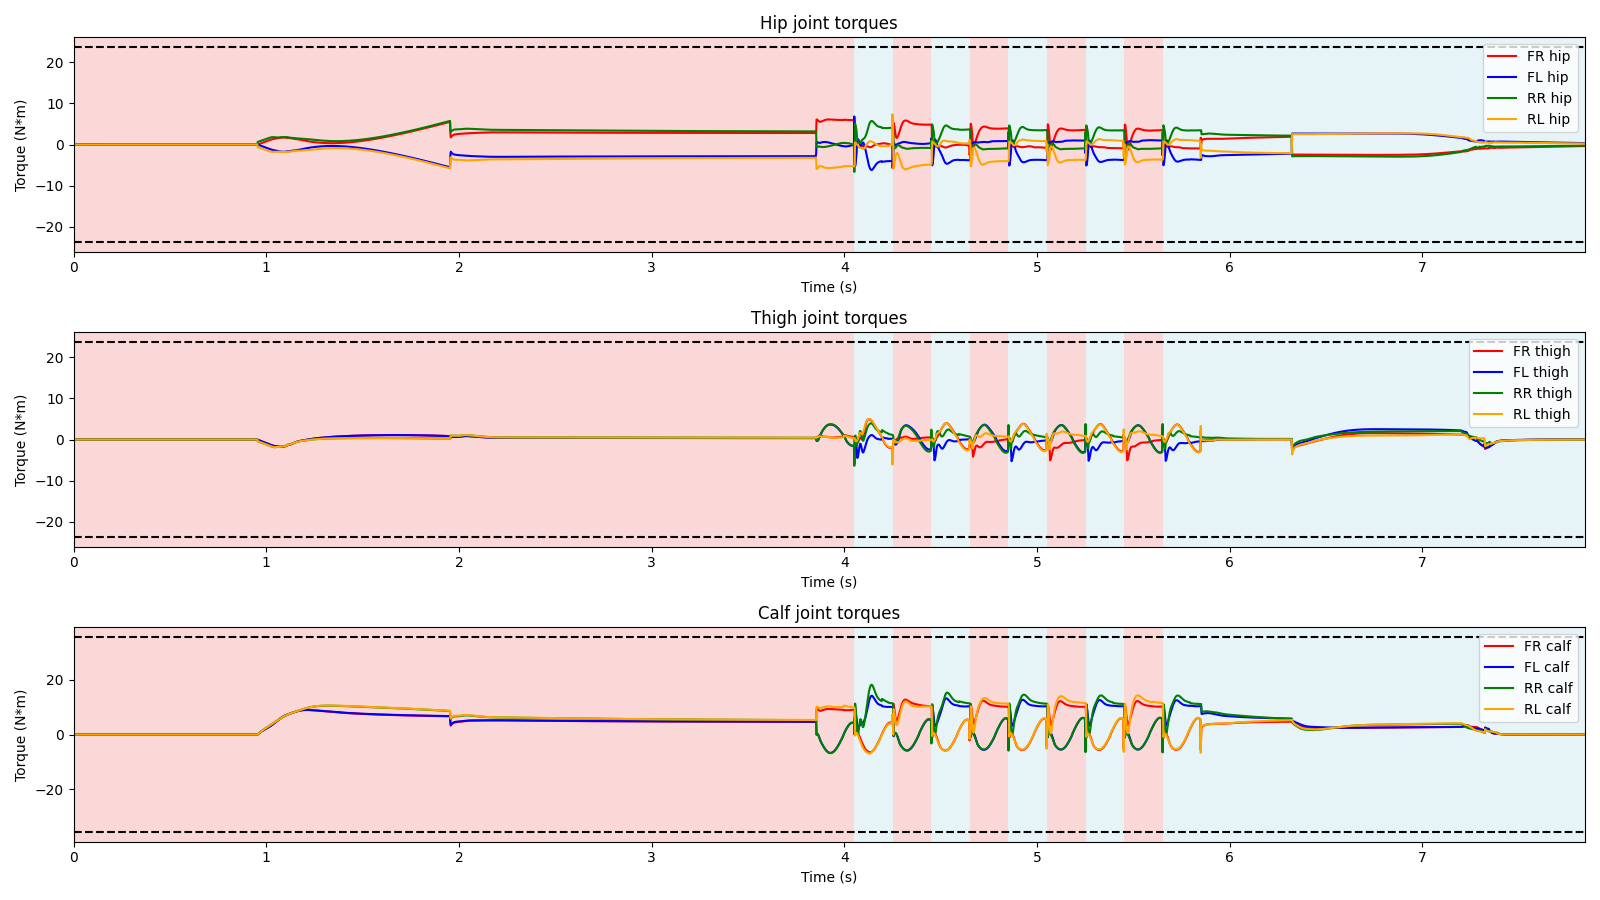 Hip joint torques
Torque (N*m)
20
10
0
−10
−20
FR hip
FL hip
RR hip
RL hip
0 1 2 3 4 5 6 7
Time (s)
Thigh joint torques
Torque (N*m)
20
10
0
−10
−20
FR thigh
FL thigh
RR thigh
RL thigh
0 1 2 3 4 5 6 7
Time (s)
Calf joint torques
Torque (N*m)
20
0
−20
FR calf
FL calf
RR calf
RL calf
0 1 2 3 4 5 6 7
Time (s)